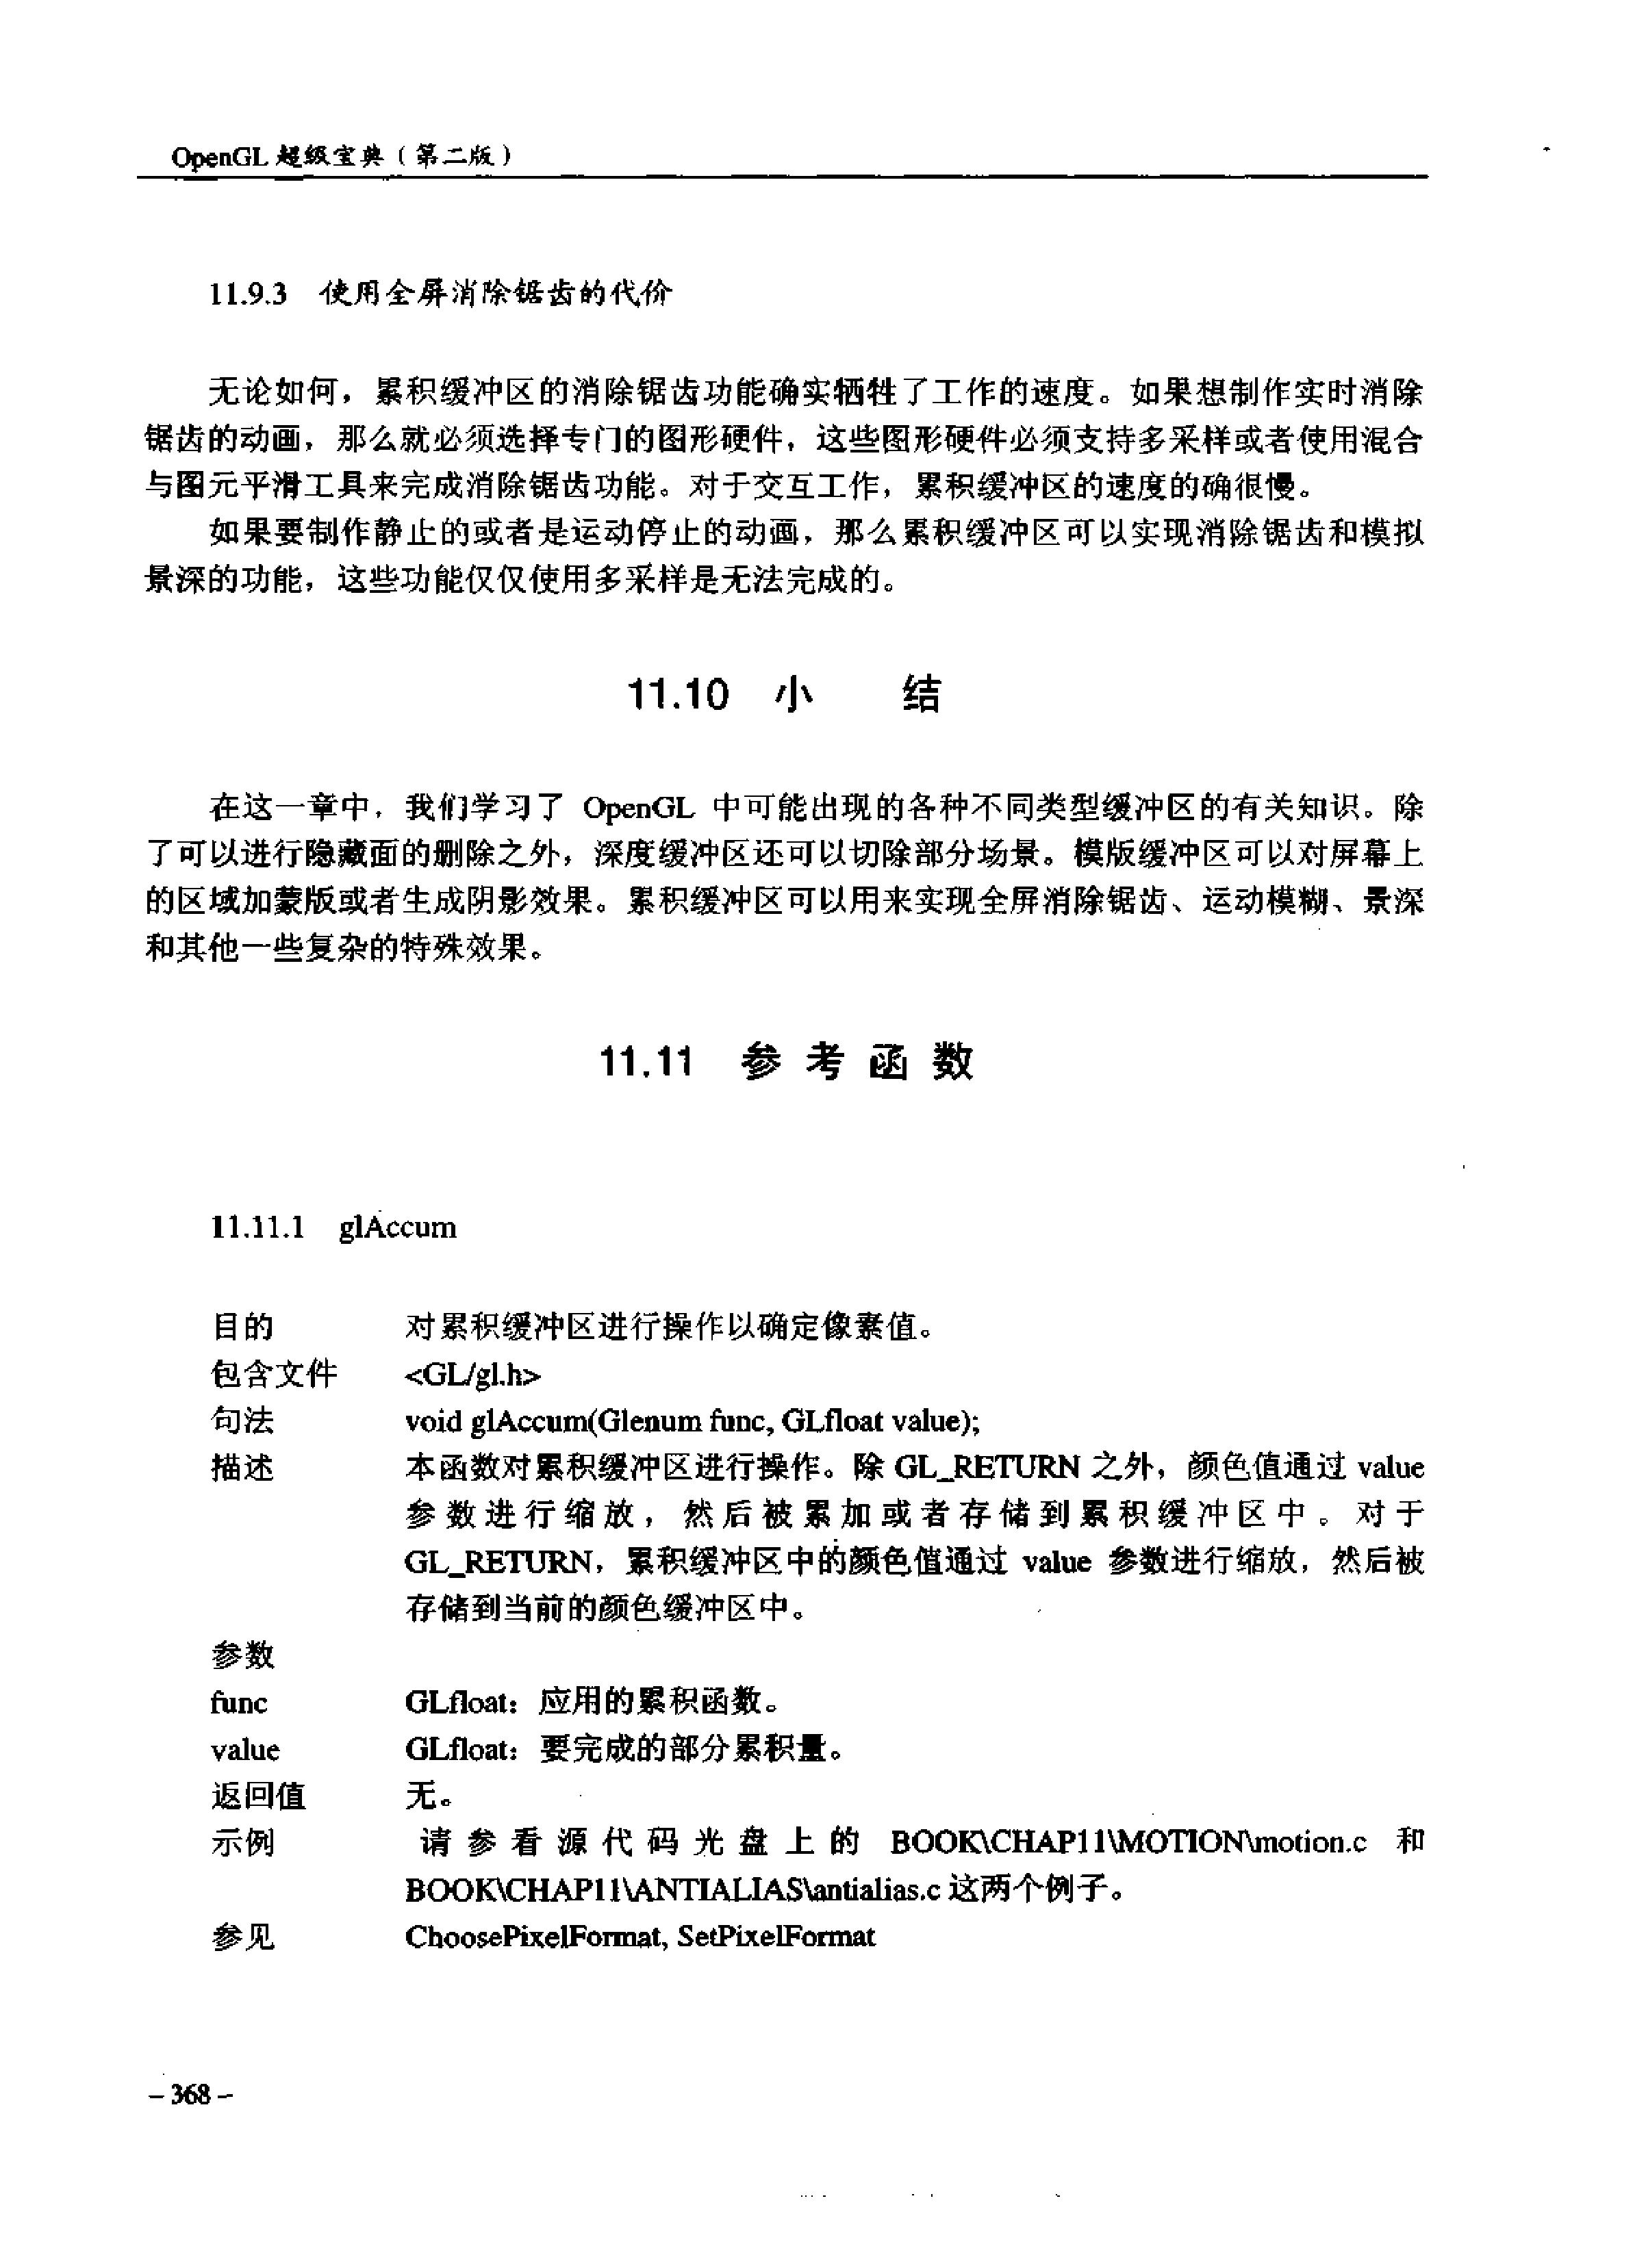 OpenGL 超级宝典（第二版）
11.9.3 使用全屏消除锯齿的代价
无论如何，累积缓冲区的消除锯齿功能确实牺牲了工作的速度。如果想制作实时消除
锯齿的动画，那么就必须选择专门的图形硬件，这些图形硬件必须支持多采样或者使用混合
与图元平滑工具来完成消除锯齿功能。对于交互工作，累积缓冲区的速度的确很慢。
如果要制作静止的或者是运动停止的动画，那么累积缓冲区可以实现消除锯齿和模拟
景深的功能，这些功能仅仅使用多采样是无法完成的。
11.10 小 结
在这一章中，我们学习了 OpenGL 中可能出现的各种不同类型缓冲区的有关知识。除
了可以进行隐藏面的删除之外，深度缓冲区还可以切除部分场景。模版缓冲区可以对屏幕上
的区域加蒙版或者生成阴影效果。累积缓冲区可以用来实现全屏消除锯齿、运动模糊、景深
和其他一些复杂的特殊效果。
11.11 参 考 函 数
11.11.1 glAccum
目的 对累积缓冲区进行操作以确定像素值。
包含文件 <GL/gl.h>
句法 void glAccum(Glenum func, GLfloat value);
描述 本函数对累积缓冲区进行操作。除 GL_RETURN 之外，颜色值通过 value
参数进行缩放，然后被累加或者存储到累积缓冲区中。对于
GL_RETURN，累积缓冲区中的颜色值通过 value 参数进行缩放，然后被
存储到当前的颜色缓冲区中。
参数
func GLfloat：应用的累积函数。
value GLfloat：要完成的部分累积量。
返回值 无。
示例 请参看源代码光盘上的 BOOK\CHAP11\MOTION\motion.c 和
BOOK\CHAP11\ANTIALIAS\antialias.c 这两个例子。
参见 ChoosePixelFormat, SetPixelFormat
– 368 –